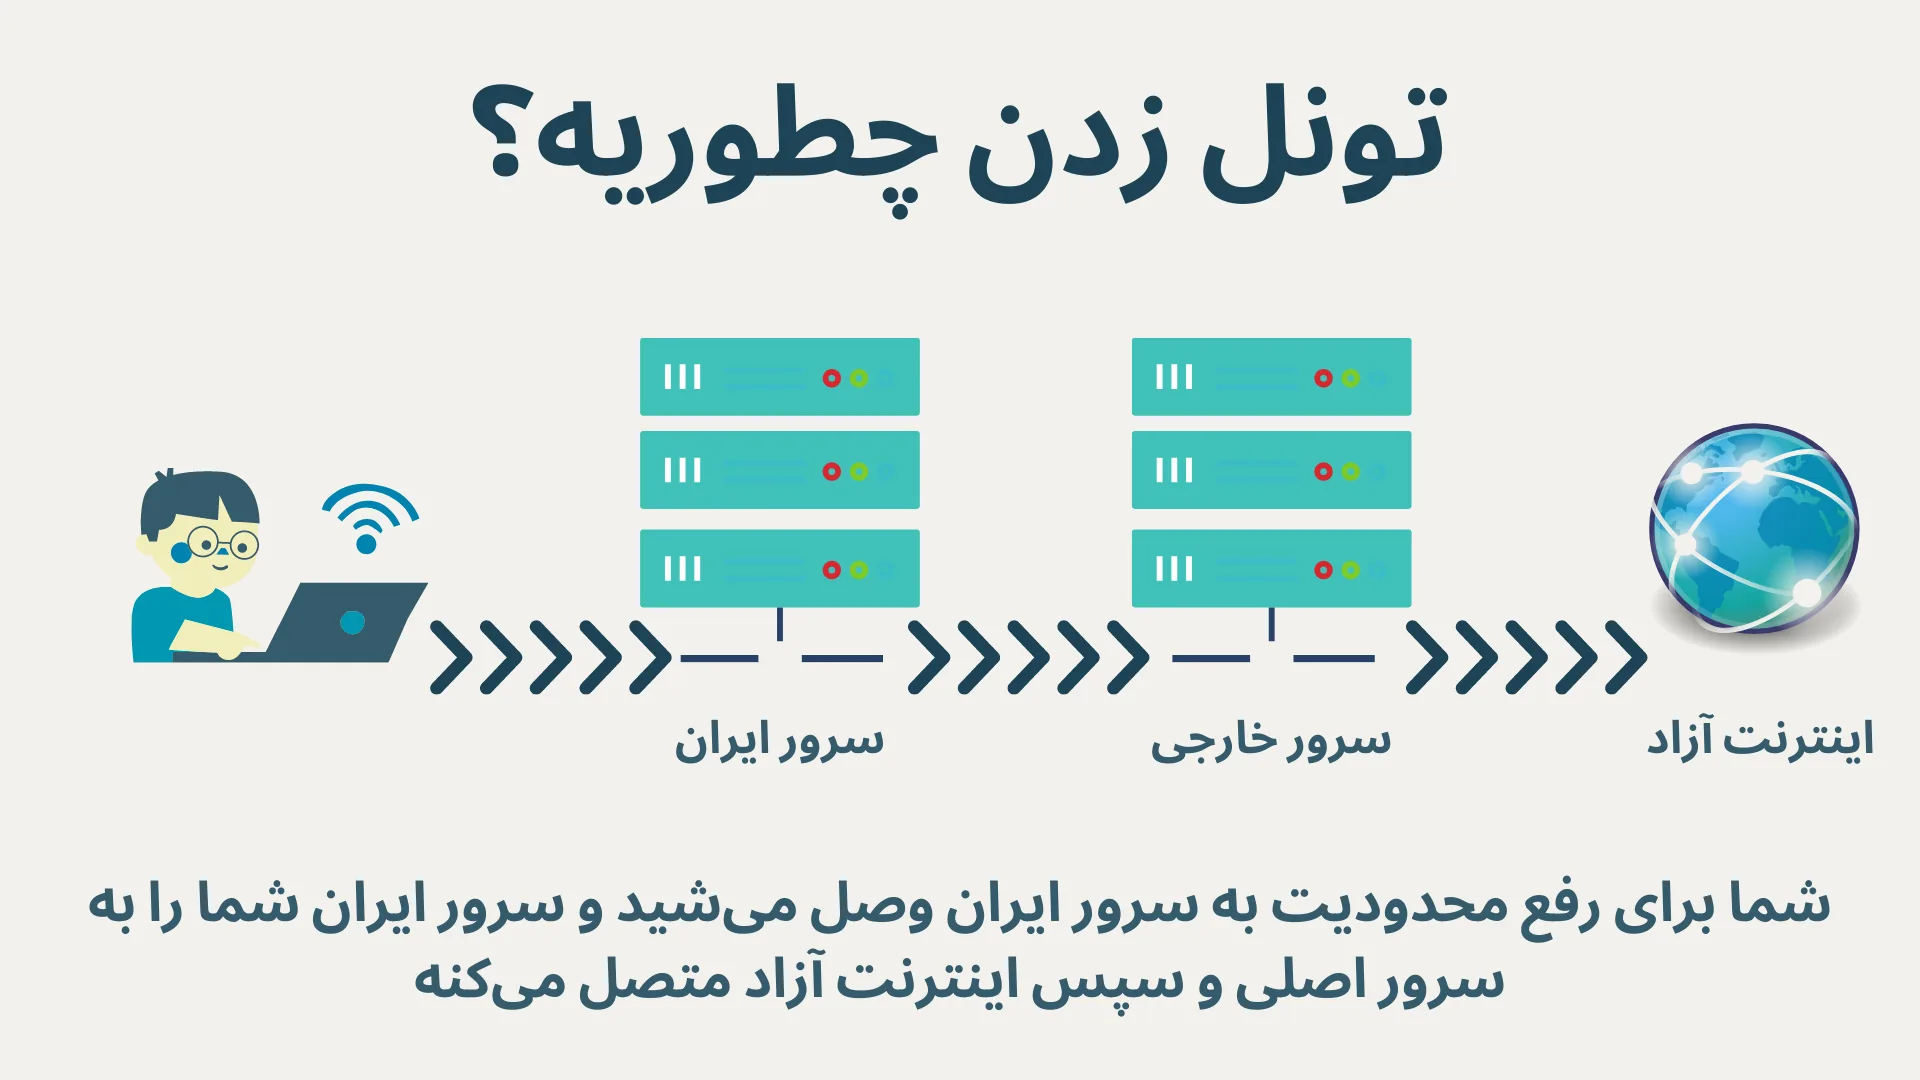 تونل زدن چطوریه؟
سرور ایران
سرور خارجی
اینترنت آزاد
شما برای رفع محدودیت به سرور ایران وصل می‌شید و سرور ایران شما را به
سرور اصلی و سپس اینترنت آزاد متصل می‌کنه